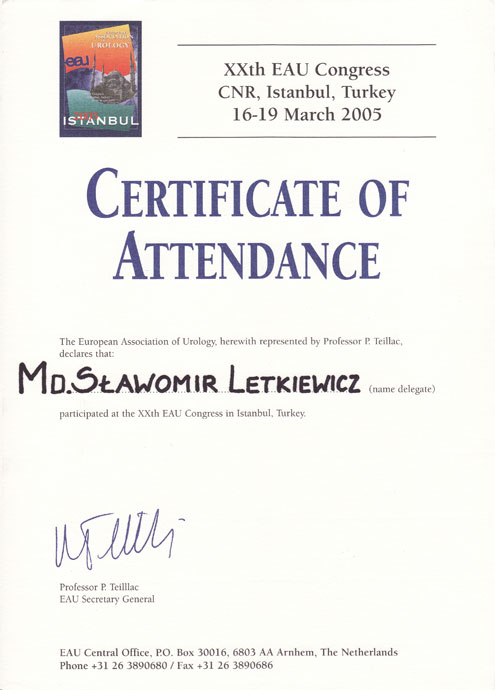 ASSOCIATION
UROLOGY
eau
ISTANBUL
XXth EAU Congress
CNR, Istanbul, Turkey
16-19 March 2005
CERTIFICATE OF
ATTENDANCE
The European Association of Urology, herewith represented by Professor P. Teillac,
declares that:
MD. SŁAWOMIR LETKIEWICZ (name delegate)
participated at the XXth EAU Congress in Istanbul, Turkey.
Professor P. Teilllac
EAU Secretary General
EAU Central Office, P.O. Box 30016, 6803 AA Arnhem, The Netherlands
Phone +31 26 3890680 / Fax +31 26 3890686